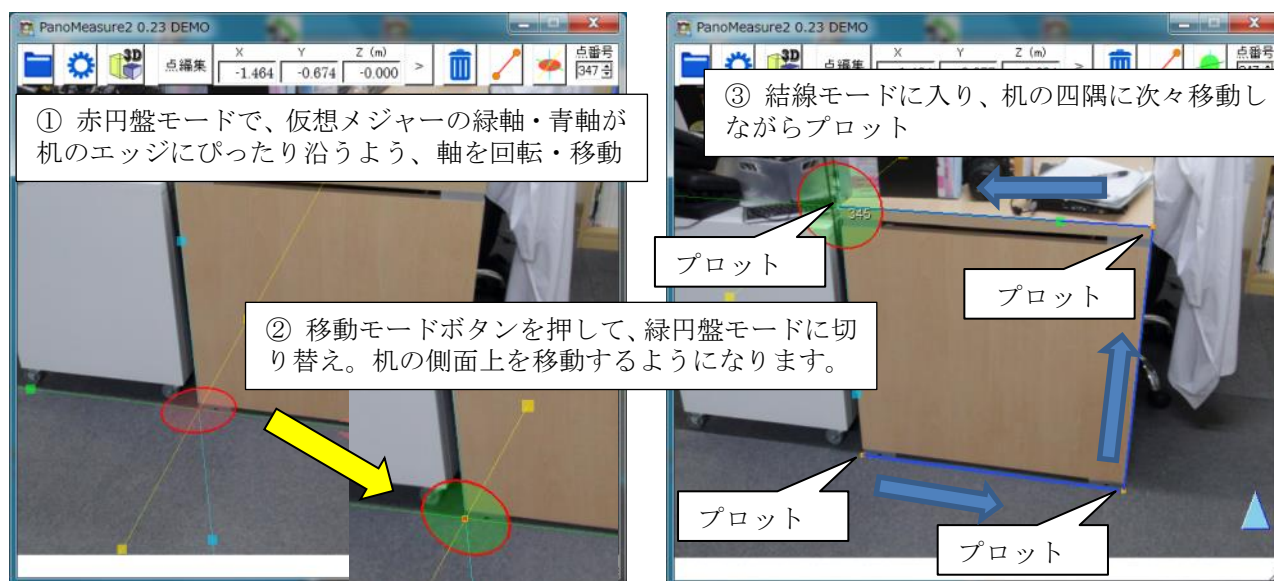 PanoMeasure2 0.23 DEMO
3D
点編集
X Y Z (m)
-1.464 -0.674 -0.000 >
点番号
347
① 赤円盤モードで、仮想メジャーの緑軸・青軸が
机のエッジにぴったり沿うよう、軸を回転・移動
② 移動モードボタンを押して、緑円盤モードに切
り替え。机の側面上を移動するようになります。
PanoMeasure2 0.23 DEMO
3D
点編集
X Y Z (m)
点番号
③ 結線モードに入り、机の四隅に次々移動し
ながらプロット
345
プロット
プロット
プロット
プロット